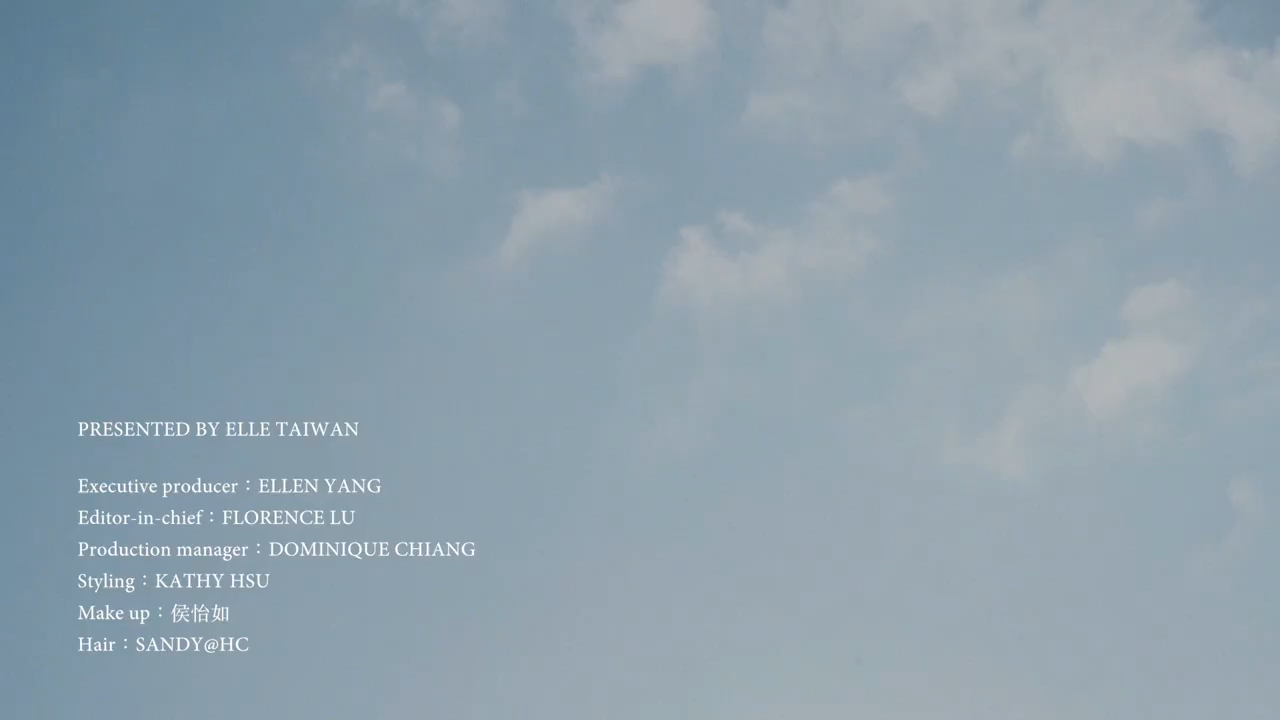 PRESENTED BY ELLE TAIWAN
Executive producer：ELLEN YANG
Editor-in-chief：FLORENCE LU
Production manager：DOMINIQUE CHIANG
Styling：KATHY HSU
Make up：侯怡如
Hair：SANDY@HC